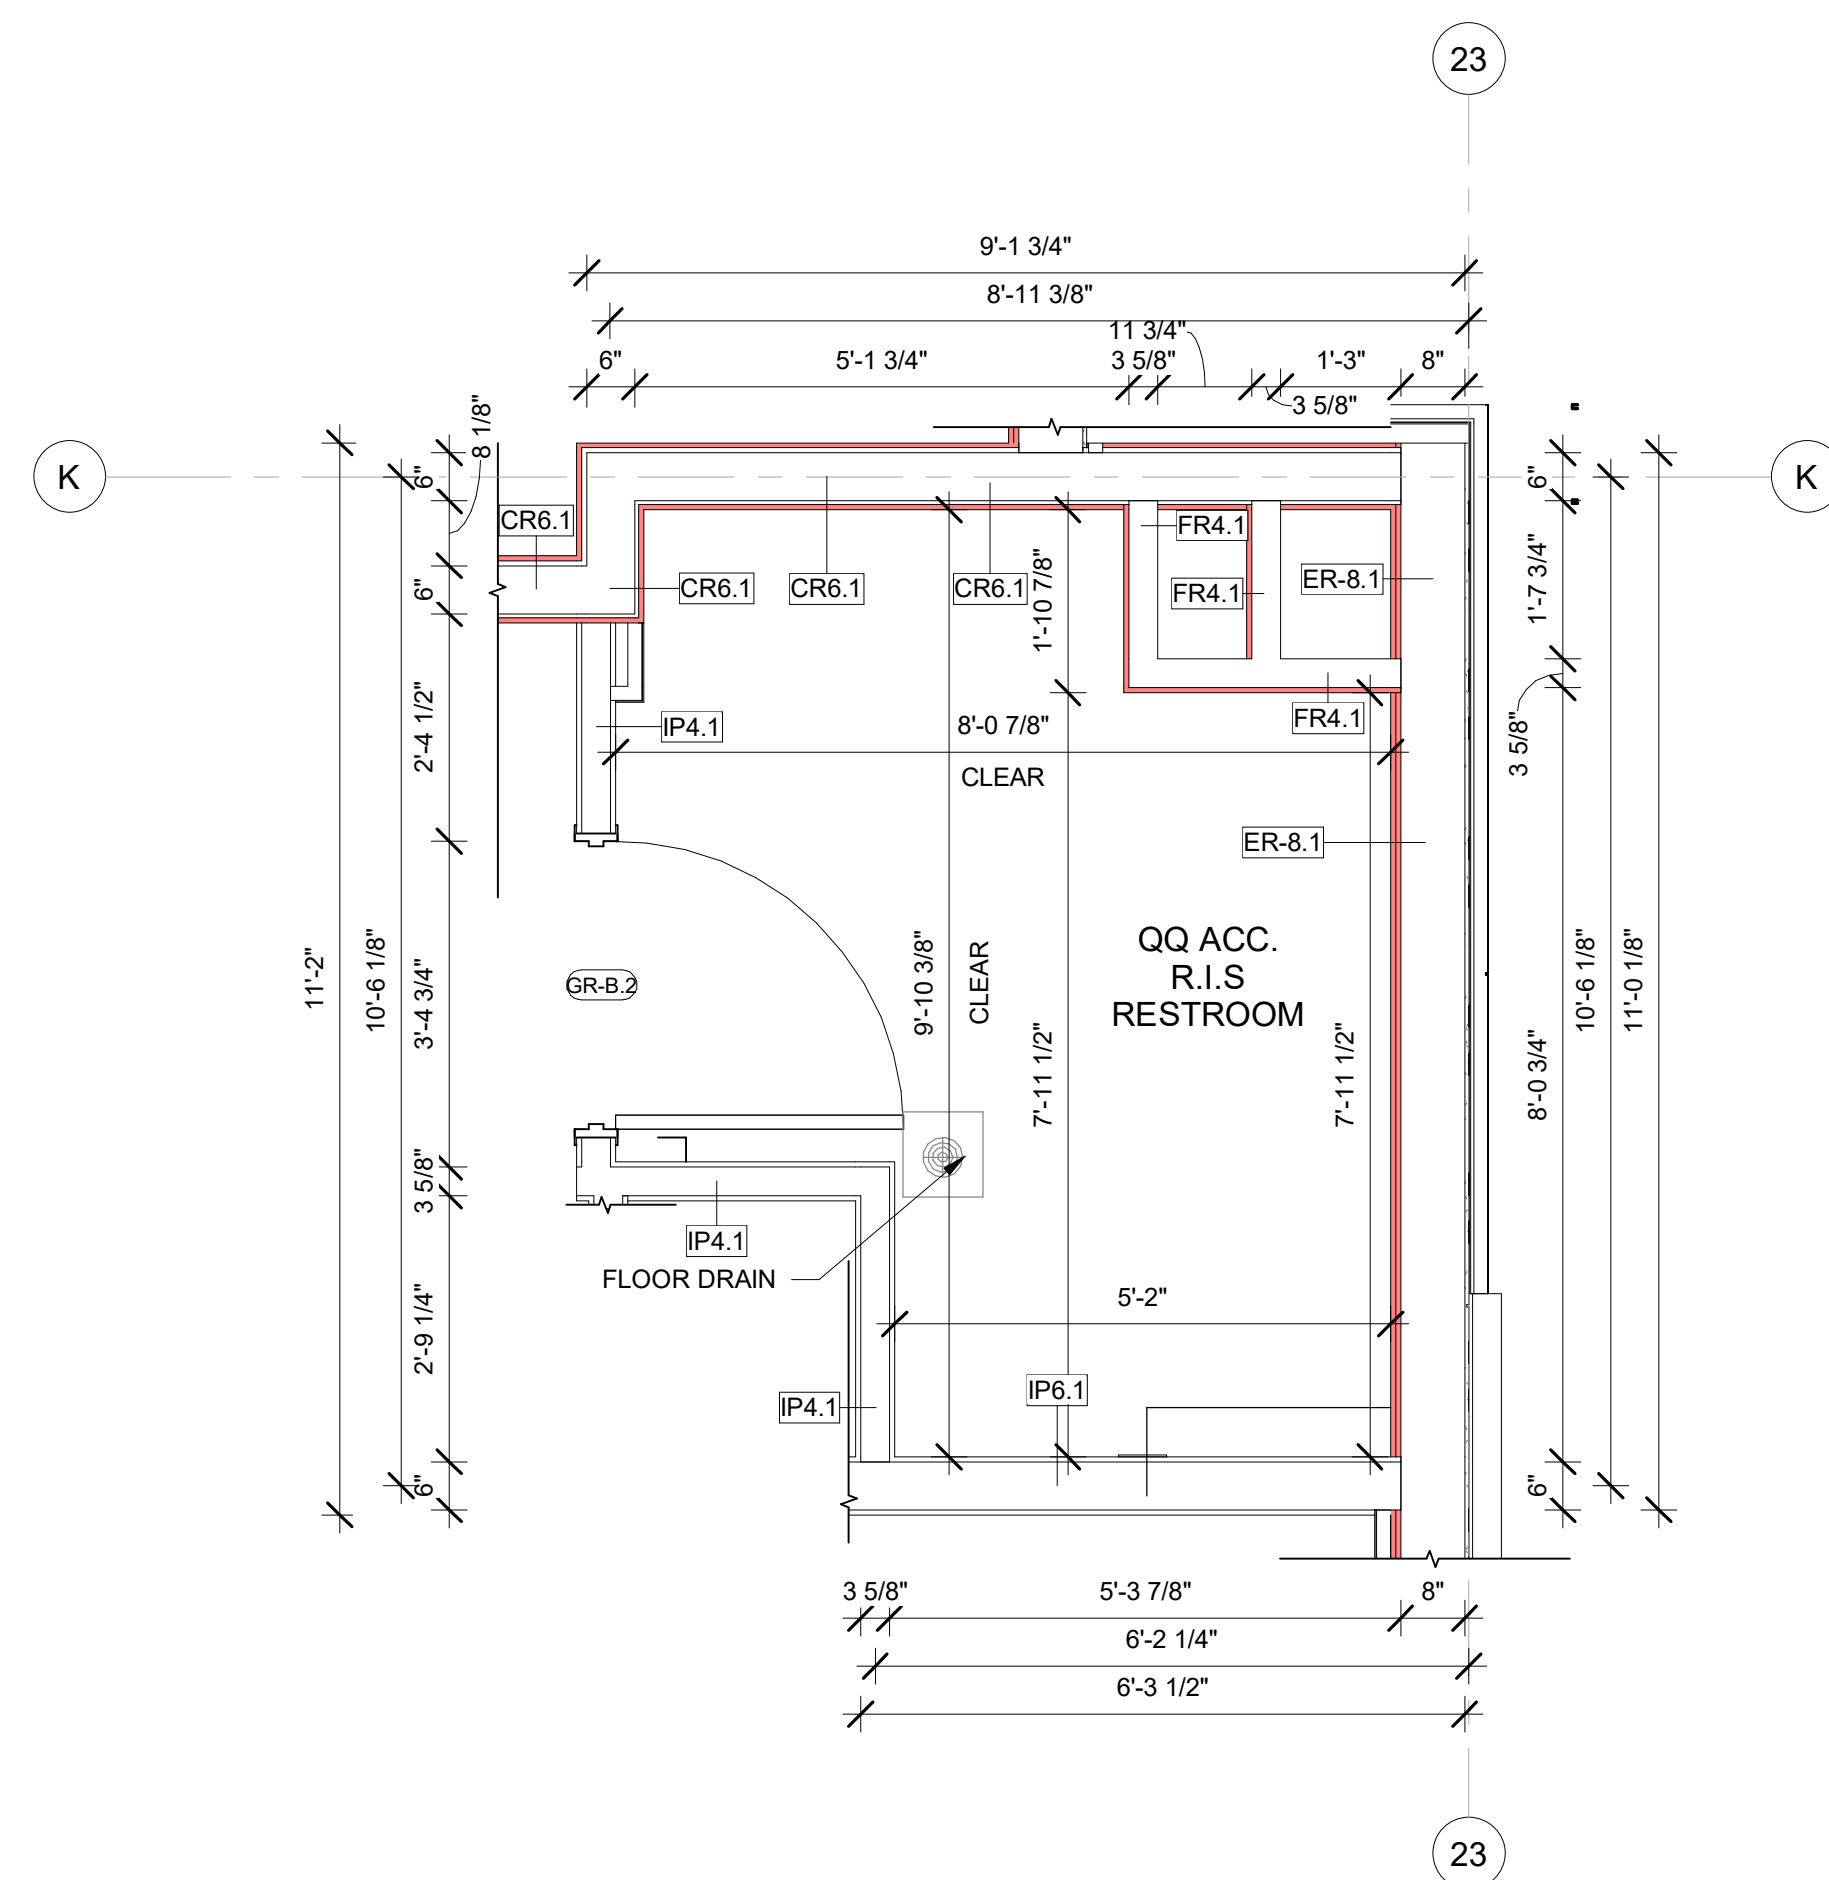 23
9'-1 3/4"
8'-11 3/8"
11 3/4"
6"
5'-1 3/4"
3 5/8"
1'-3"
8"
3 5/8"
8 1/8"
K
K
6"
6"
CR6.1
FR4.1
6"
CR6.1
CR6.1
CR6.1
1'-10 7/8"
FR4.1
ER-8.1
1'-7 3/4"
2'-4 1/2"
IP4.1
8'-0 7/8"
FR4.1
3 5/8"
CLEAR
ER-8.1
QQ ACC.
R.I.S
RESTROOM
11'-2"
10'-6 1/8"
3'-4 3/4"
GR-B.2
9'-10 3/8"
CLEAR
7'-11 1/2"
7'-11 1/2"
8'-0 3/4"
10'-6 1/8"
11'-0 1/8"
3 5/8"
IP4.1
FLOOR DRAIN
2'-9 1/4"
5'-2"
IP4.1
IP6.1
6"
6"
3 5/8"
5'-3 7/8"
8"
6'-2 1/4"
6'-3 1/2"
23